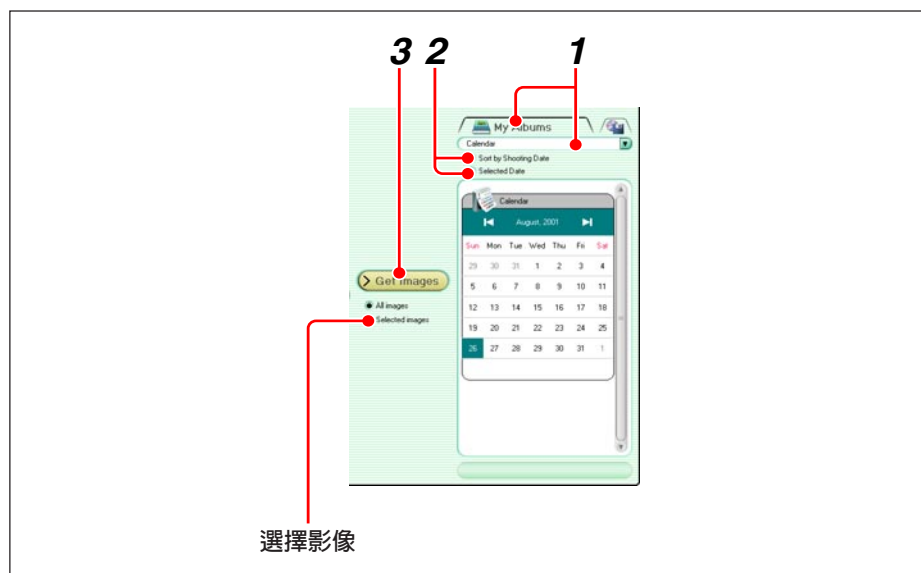 3 2 1
My Albums
Calendar
Sort by Shooting Date
Selected Date
Calendar
August, 2001
Sun Mon Tue Wed Thu Fri Sat
29 30 31 1 2 3 4
Get Images
5 6 7 8 9 10 11
All images
12 13 14 15 16 17 18
Selected images
19 20 21 22 23 24 25
26 27 28 29 30 31 1
選擇影像